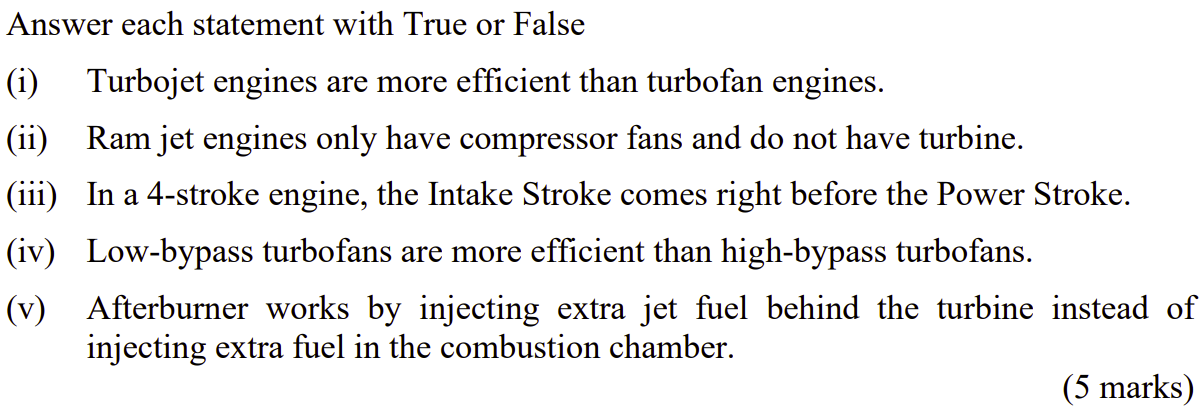 Answer each statement with True or False
(i) Turbojet engines are more efficient than turbofan engines.
(ii) Ram jet engines only have compressor fans and do not have turbine.
(iii) In a 4-stroke engine, the Intake Stroke comes right before the Power Stroke.
(iv) Low-bypass turbofans are more efficient than high-bypass turbofans.
(v) Afterburner works by injecting extra jet fuel behind the turbine instead of
injecting extra fuel in the combustion chamber.
(5 marks)